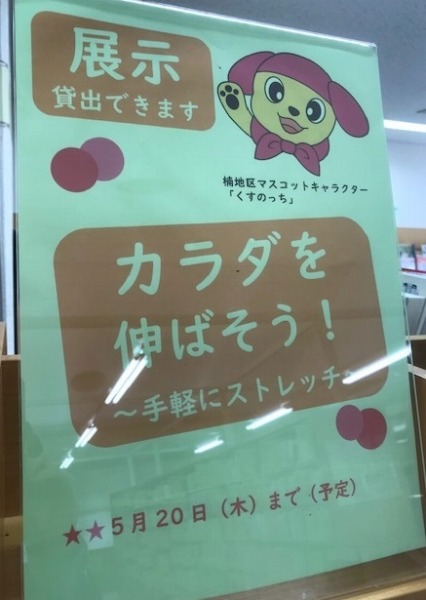 展示
貸出できます
楠地区マスコットキャラクター
「くすのっち」
カラダを
伸ばそう！
～手軽にストレッチ～
★★５月２０日（木）まで（予定）